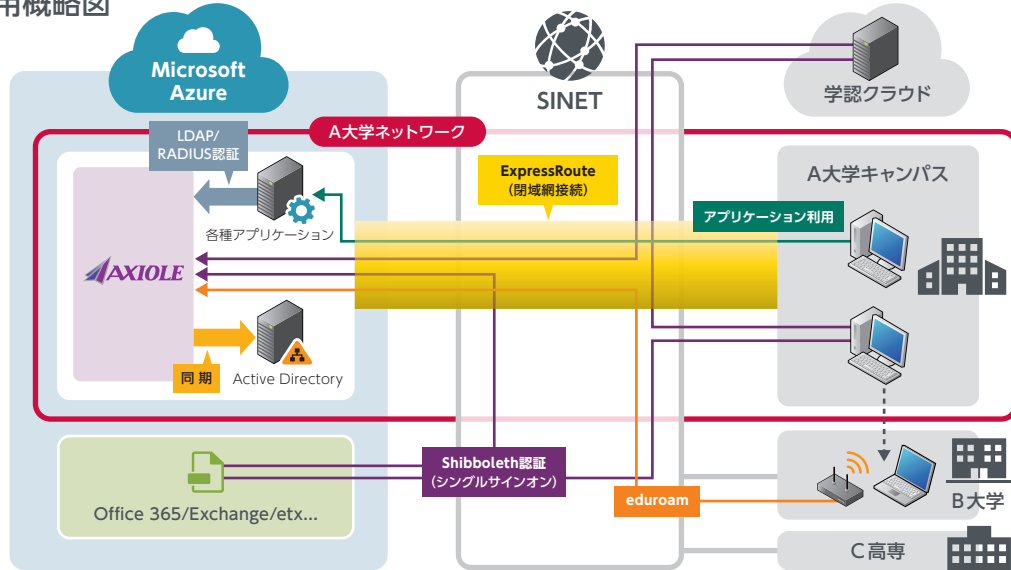 用概略図
Microsoft
Azure
SINET
学認クラウド
A大学ネットワーク
LDAP/
RADIUS認証
ExpressRoute
（閉域網接続）
A大学キャンパス
アプリケーション利用
各種アプリケーション
AXIOLE
同期
Active Directory
Shibboleth認証
（シングルサインオン）
eduroam
Office 365/Exchange/etx...
B大学
C高専